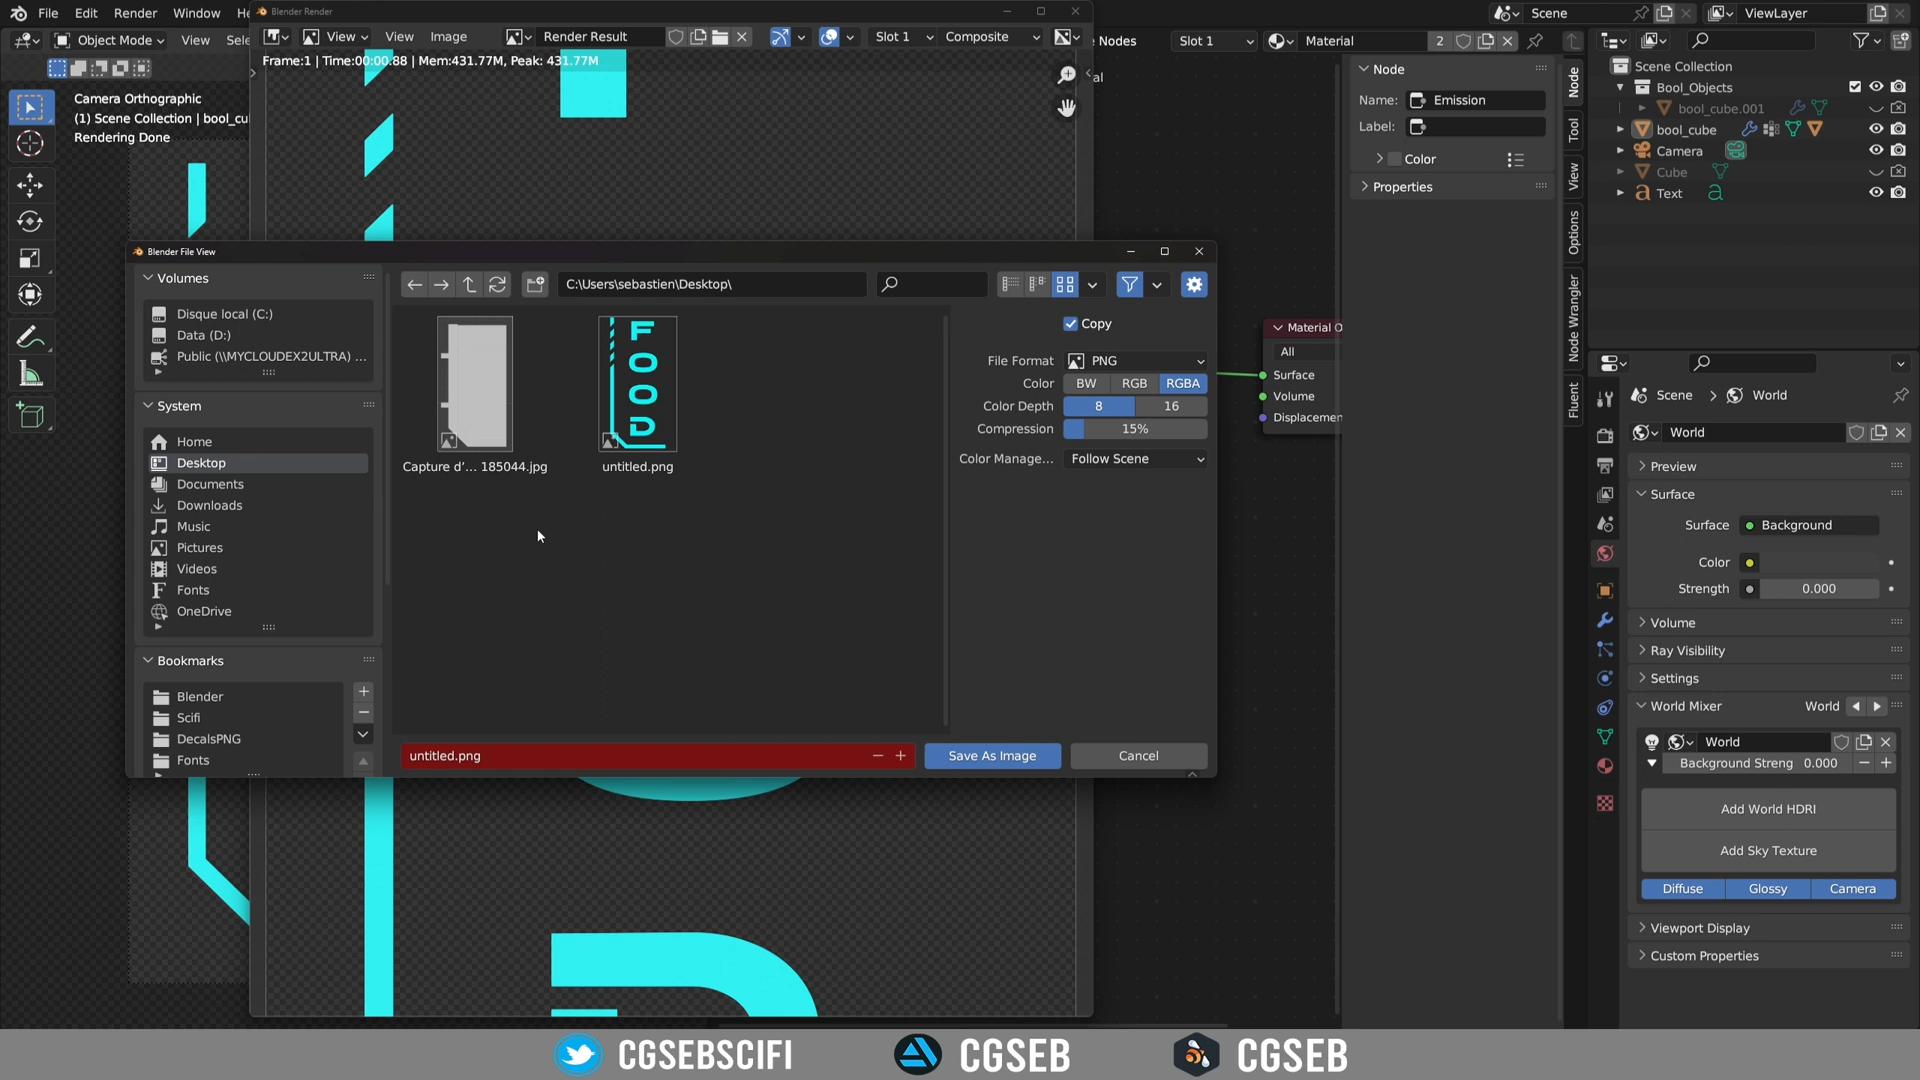 File Edit Render Window He
Blender Render
Scene
ViewLayer
Object Mode View Sele
View View Image Render Result Slot 1 Composite
Nodes
Slot 1 Material 2
Frame:1 | Time:00:00.88 | Mem:431.77M, Peak: 431.77M
al
Camera Orthographic
(1) Scene Collection | bool_cu
Rendering Done
Node
Name: Emission
Label:
Color
Properties
Node
Tool
View
Options
Node Wrangler
Fluent
Scene Collection
Bool_Objects
bool_cube.001
bool_cube
Camera
Cube
Text
Blender File View
Volumes
Disque local (C:)
Data (D:)
Public (\\MYCLOUDEX2ULTRA) ...
System
Home
Desktop
Documents
Downloads
Music
Pictures
Videos
Fonts
OneDrive
Bookmarks
Blender
Scifi
DecalsPNG
Fonts
C:\Users\sebastien\Desktop\
F
O
O
D
Capture d'... 185044.jpg
untitled.png
Copy
File Format PNG
Color BW RGB RGBA
Color Depth 8 16
Compression 15%
Color Manage... Follow Scene
untitled.png
Save As Image
Cancel
Material O
All
Surface
Volume
Displacemen
Scene > World
World
Preview
Surface
Surface Background
Color
Strength 0.000
Volume
Ray Visibility
Settings
World Mixer World
World
Background Streng 0.000
Add World HDRI
Add Sky Texture
Diffuse Glossy Camera
Viewport Display
Custom Properties
CGSEBSCIFI
CGSEB
CGSEB